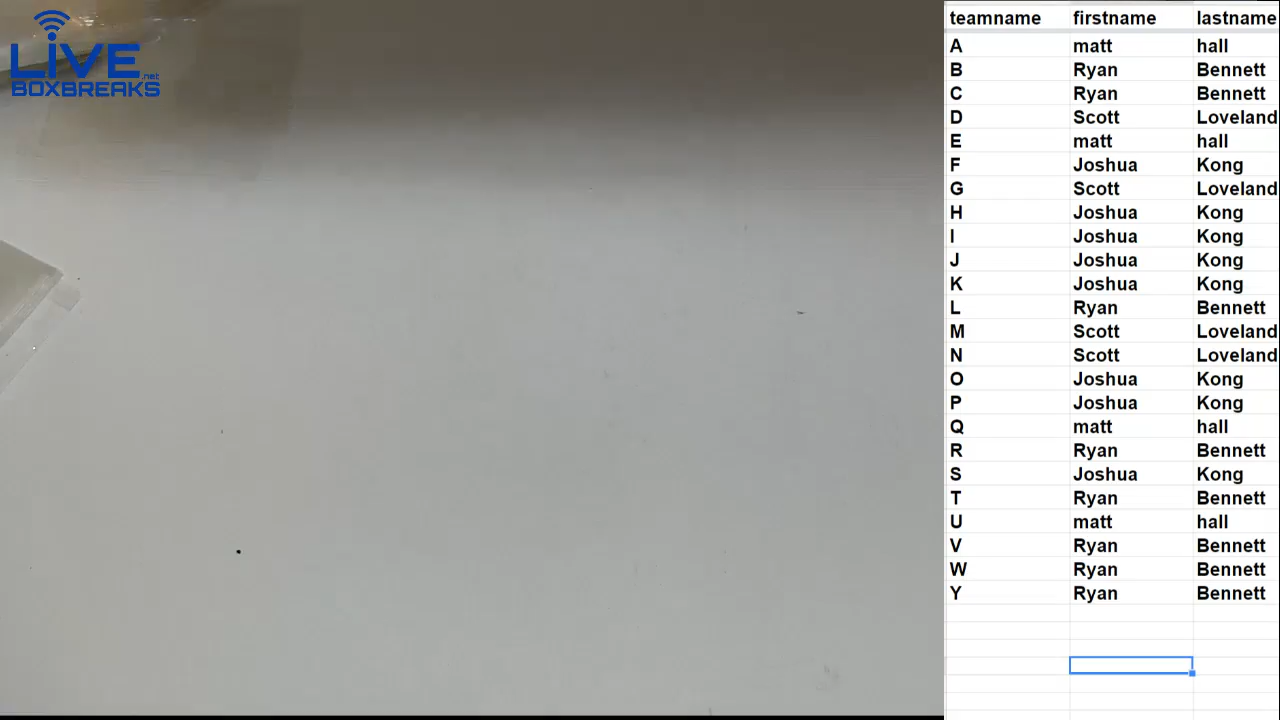 LIVE.net
BOXBREAKS
teamname firstname lastname
A matt hall
B Ryan Bennett
C Ryan Bennett
D Scott Loveland
E matt hall
F Joshua Kong
G Scott Loveland
H Joshua Kong
I Joshua Kong
J Joshua Kong
K Joshua Kong
L Ryan Bennett
M Scott Loveland
N Scott Loveland
O Joshua Kong
P Joshua Kong
Q matt hall
R Ryan Bennett
S Joshua Kong
T Ryan Bennett
U matt hall
V Ryan Bennett
W Ryan Bennett
Y Ryan Bennett